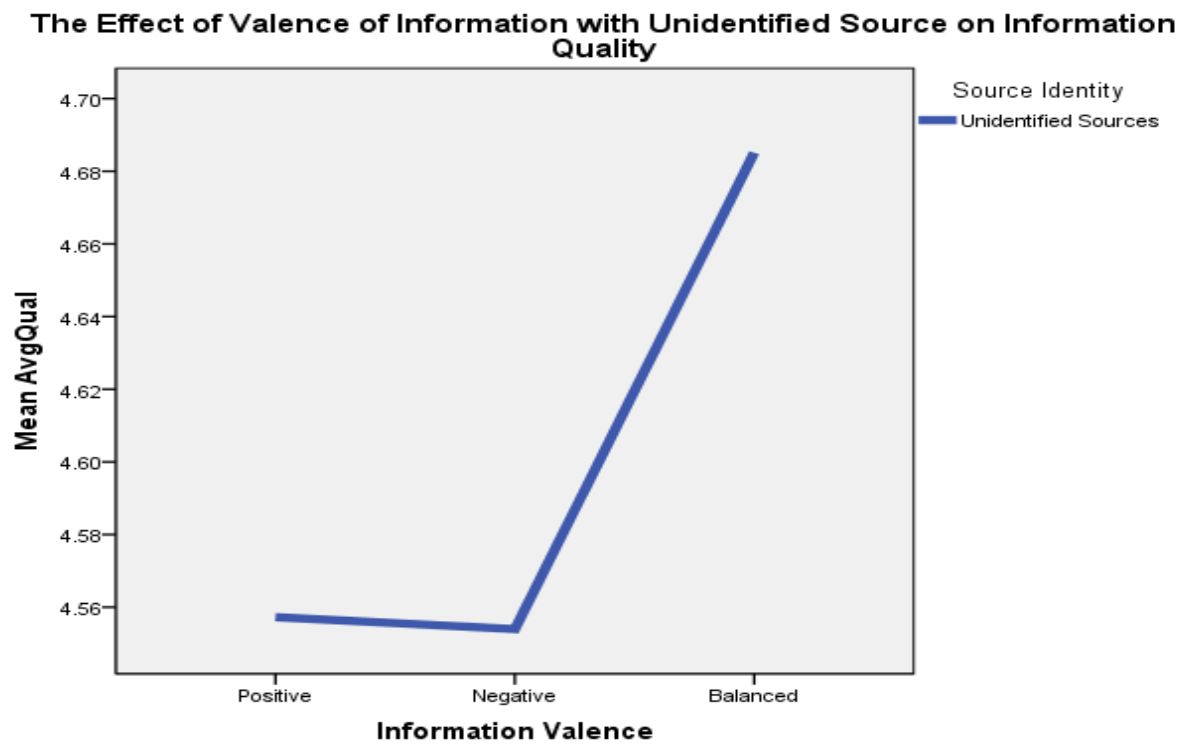 The Effect of Valence of Information with Unidentified Source on Information
Quality
Source Identity
Unidentified Sources
4.70
4.68
4.66
4.64
4.62
4.60
4.58
4.56
Mean AvgQual
Positive
Negative
Balanced
Information Valence